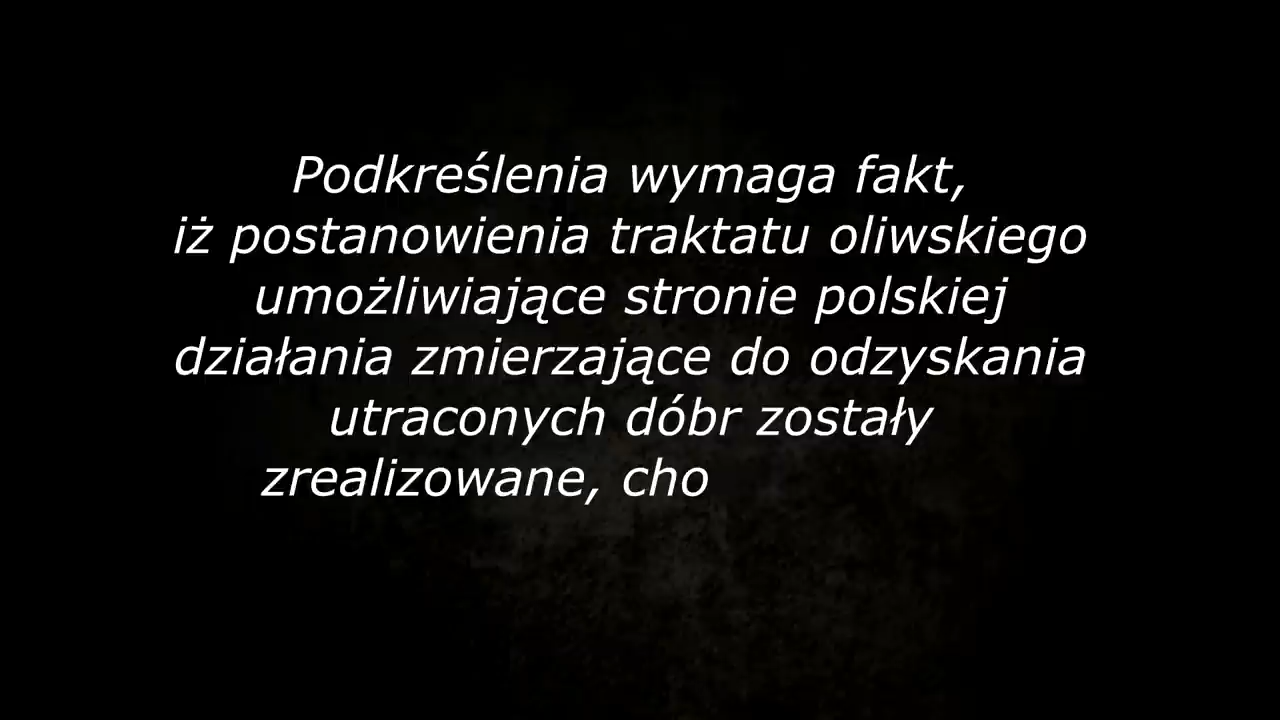 Podkreślenia wymaga fakt,
iż postanowienia traktatu oliwskiego
umożliwiające stronie polskiej
działania zmierzające do odzyskania
utraconych dóbr zostały
zrealizowane, cho